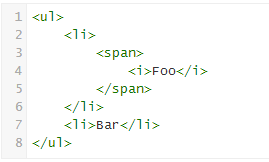 1 <ul>
2     <li>
3         <span>
4             <i>Foo</i>
5         </span>
6     </li>
7     <li>Bar</li>
8 </ul>